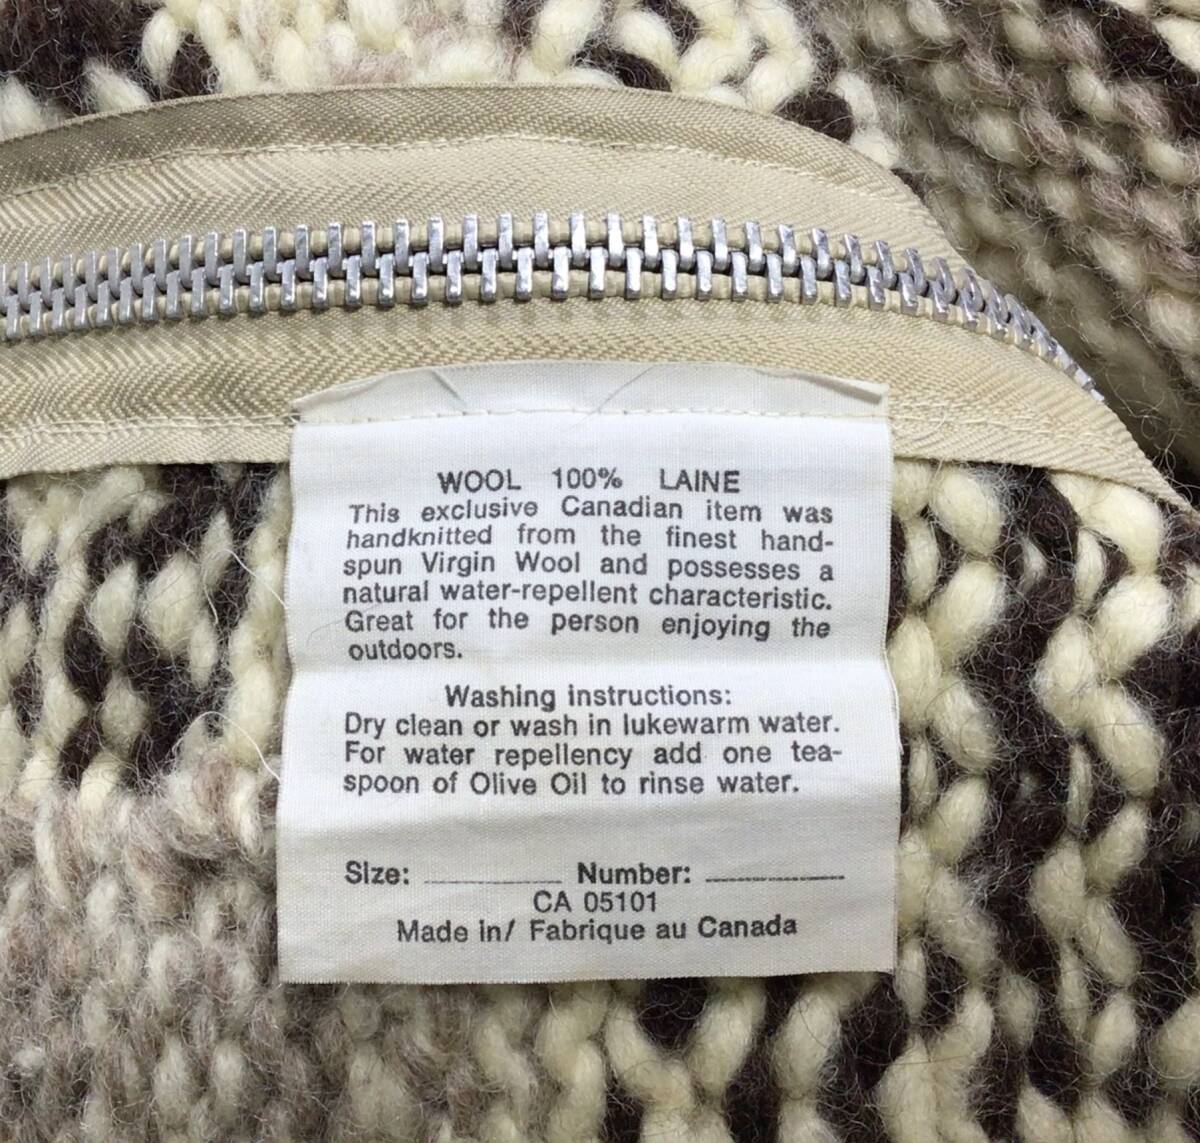 WOOL 100% LAINE
This exclusive Canadian item was
handknitted from the finest hand-
spun Virgin Wool and possesses a
natural water-repellent characteristic.
Great for the person enjoying the
outdoors.
Washing instructions:
Dry clean or wash in lukewarm water.
For water repellency add one tea-
spoon of Olive Oil to rinse water.
Size: __________ Number: __________
CA 05101
Made in/ Fabrique au Canada